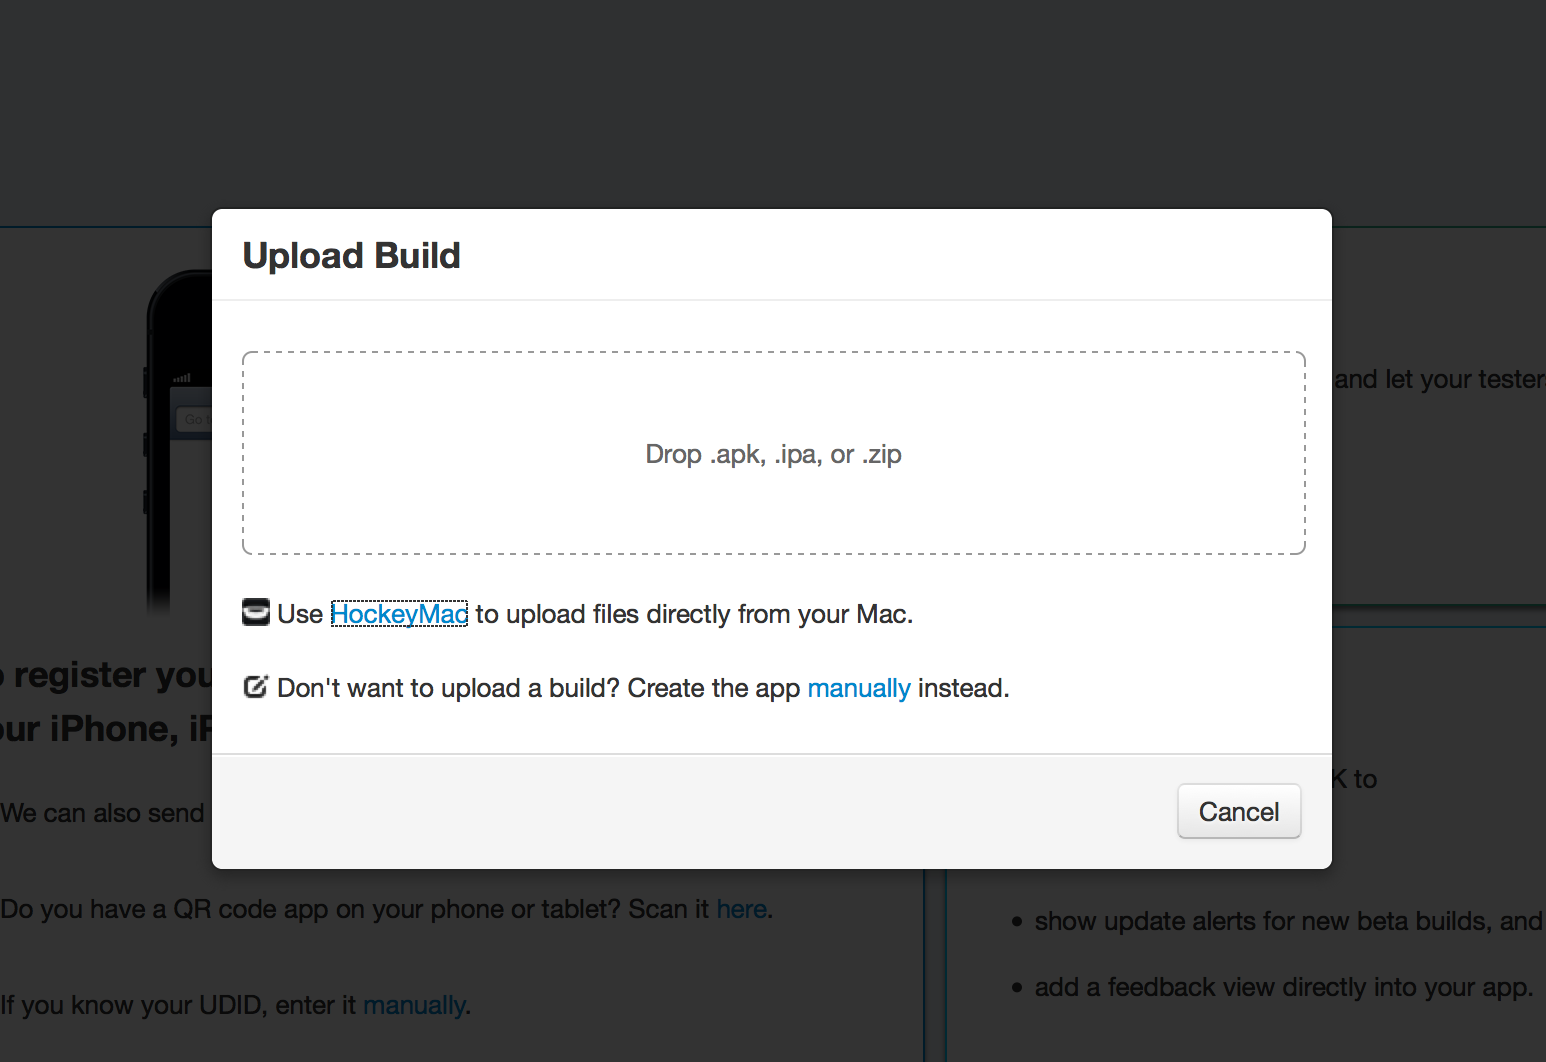 Upload Build
Drop .apk, .ipa, or .zip
Use HockeyMac to upload files directly from your Mac.
Don't want to upload a build? Create the app manually instead.
Cancel
Go
and let your tester
register you
our iPhone,
We can also send
K to
Do you have a QR code app on your phone or tablet? Scan it here.
show update alerts for new beta builds, and
add a feedback view directly into your app.
If you know your UDID, enter it manually.